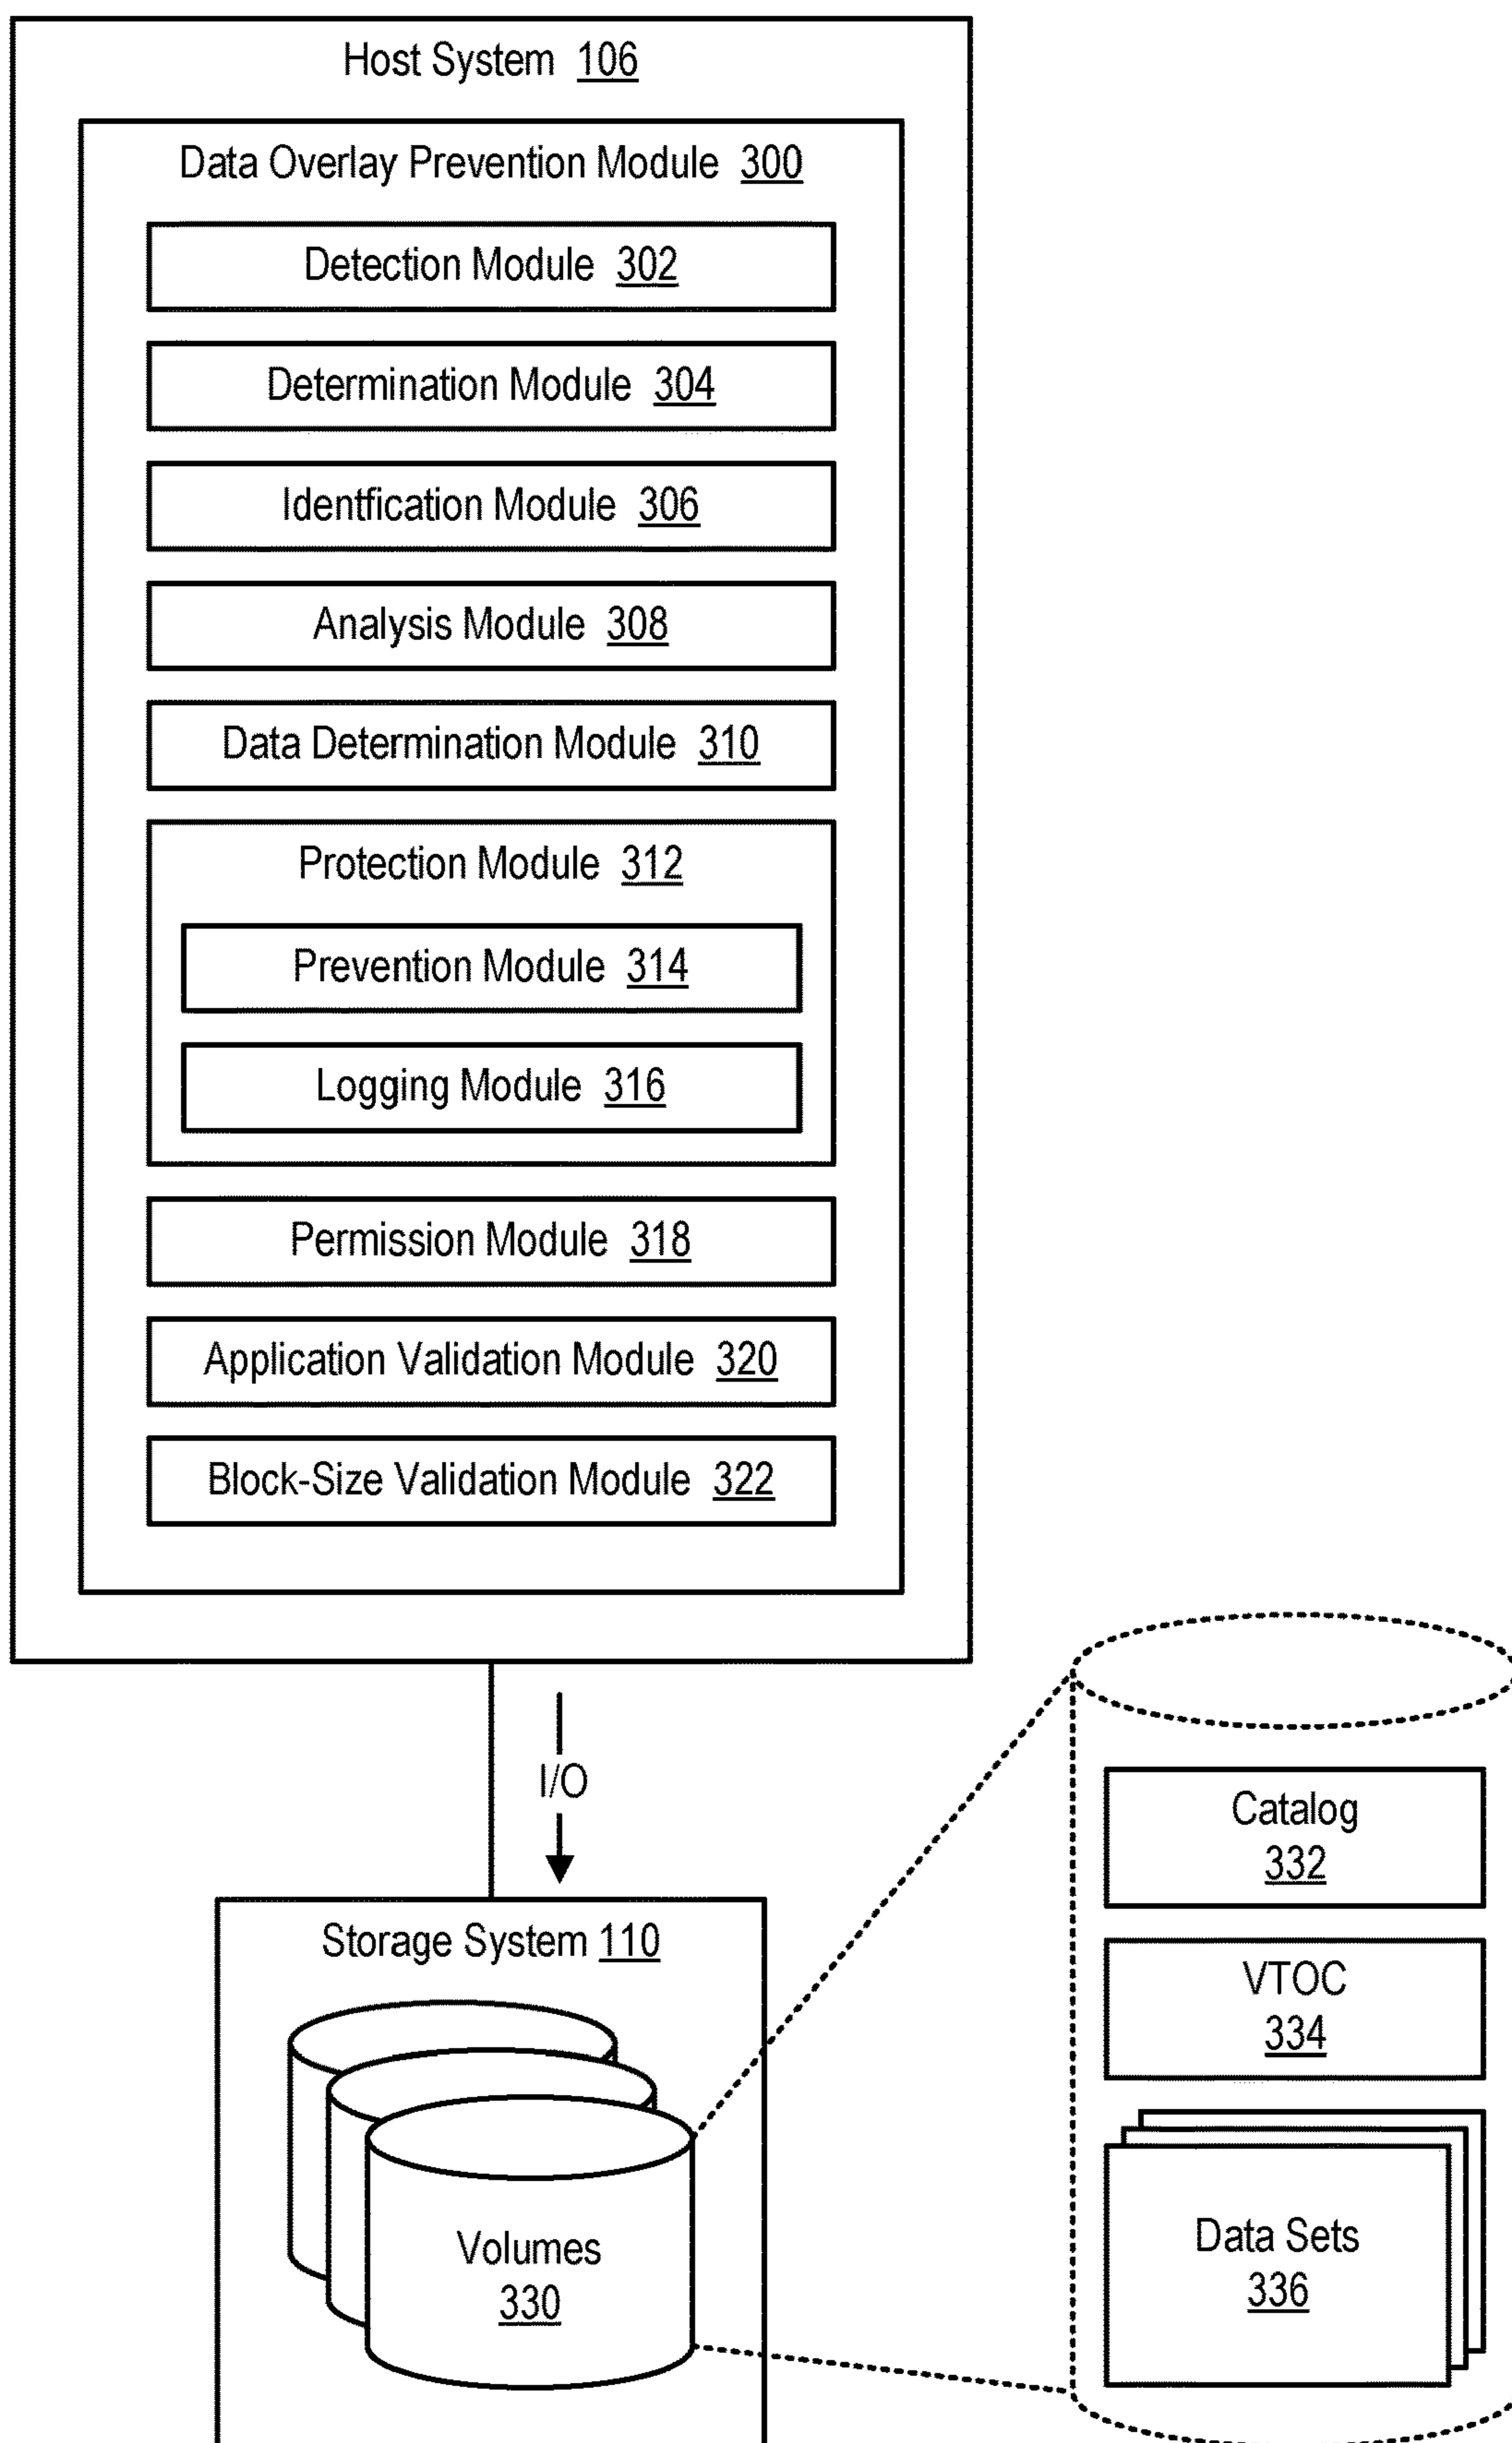 Host System 106
Data Overlay Prevention Module 300
Detection Module 302
Determination Module 304
Identfication Module 306
Analysis Module 308
Data Determination Module 310
Protection Module 312
Prevention Module 314
Logging Module 316
Permission Module 318
Application Validation Module 320
Block-Size Validation Module 322
I/O
Storage System 110
Volumes
330
Catalog
332
VTOC
334
Data Sets
336